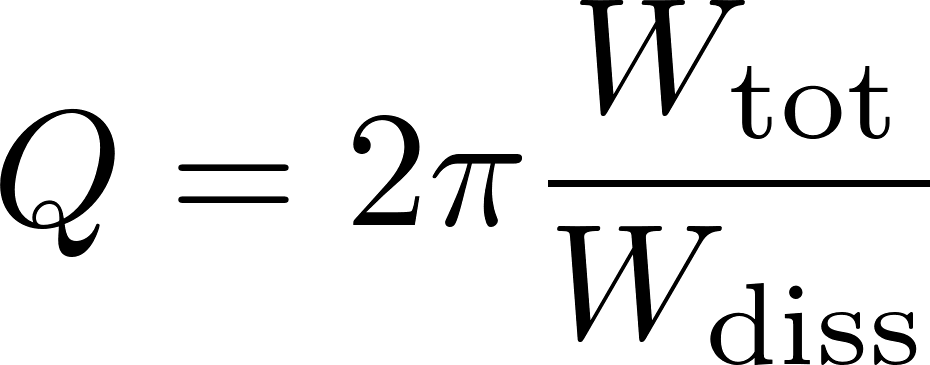 Q = 2π W_tot / W_diss